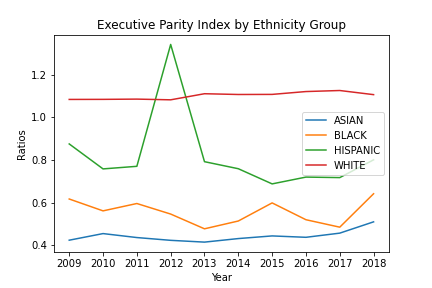 Executive Parity Index by Ethnicity Group
1.2
1.0
0.8
0.6
0.4
Ratios
ASIAN
BLACK
HISPANIC
WHITE
2009 2010 2011 2012 2013 2014 2015 2016 2017 2018
Year